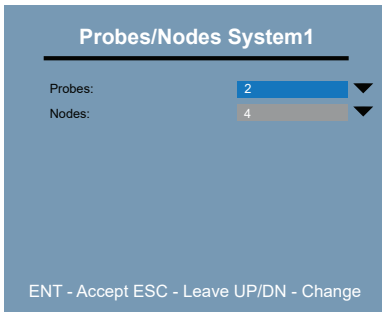 Probes/Nodes System1
Probes: 2
Nodes: 4
ENT - Accept ESC - Leave UP/DN - Change